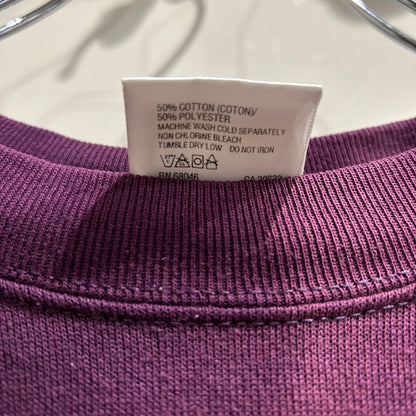 50% COTTON (COTON)/
50% POLYESTER
MACHINE WASH COLD SEPARATELY
NON CHLORINE BLEACH
TUMBLE DRY LOW DO NOT IRON
RN 68046 CA